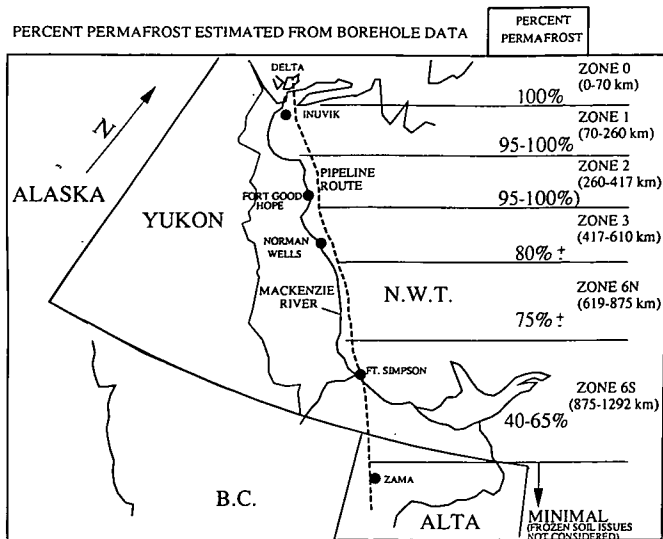 PERCENT PERMAFROST ESTIMATED FROM BOREHOLE DATA
PERCENT
PERMAFROST
DELTA
ZONE 0
(0-70 km)
100%
INUVIK
ZONE 1
(70-260 km)
95-100%
N
PIPELINE
ROUTE
ZONE 2
(260-417 km)
ALASKA
FORT GOOD
HOPE
95-100%)
YUKON
ZONE 3
(417-610 km)
NORMAN
WELLS
80% ±
MACKENZIE
RIVER
N.W.T.
ZONE 6N
(619-875 km)
75% ±
FT. SIMPSON
ZONE 6S
(875-1292 km)
40-65%
ZAMA
B.C.
ALTA
MINIMAL
(FROZEN SOIL ISSUES
NOT CONSIDERED)